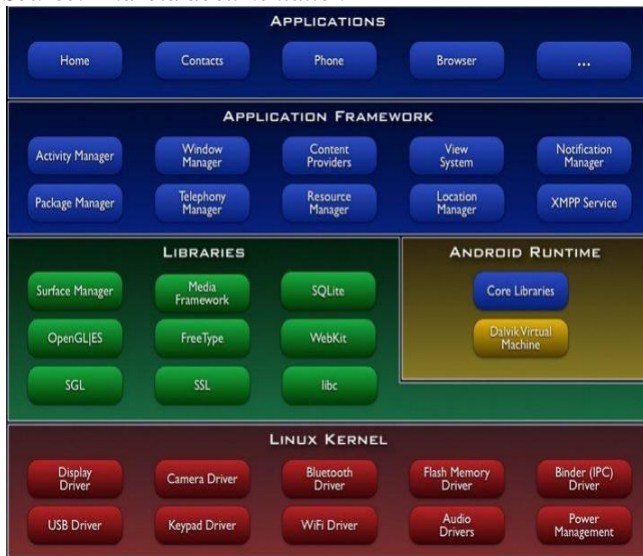 APPLICATIONS
Home
Contacts
Phone
Browser
...
APPLICATION FRAMEWORK
Activity Manager
Window
Manager
Content
Providers
View
System
Notification
Manager
Package Manager
Telephony
Manager
Resource
Manager
Location
Manager
XMPP Service
LIBRARIES
Surface Manager
Media
Framework
SQLite
OpenGL|ES
FreeType
WebKit
SGL
SSL
libc
ANDROID RUNTIME
Core Libraries
Dalvik Virtual
Machine
LINUX KERNEL
Display
Driver
Camera Driver
Bluetooth
Driver
Flash Memory
Driver
Binder (IPC)
Driver
USB Driver
Keypad Driver
WiFi Driver
Audio
Drivers
Power
Management